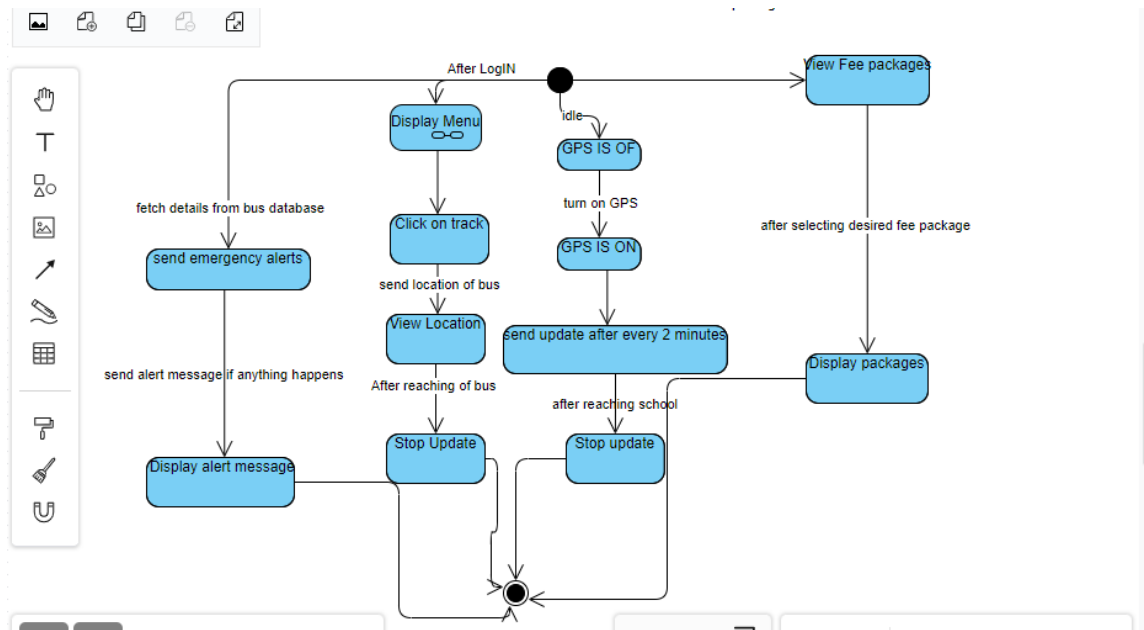 After LogIN
View Fee packages
Display Menu
idle
GPS IS OF
turn on GPS
fetch details from bus database
Click on track
after selecting desired fee package
GPS IS ON
send emergency alerts
send location of bus
View Location
send update after every 2 minutes
Display packages
send alert message if anything happens
After reaching of bus
after reaching school
Stop Update
Stop update
Display alert message